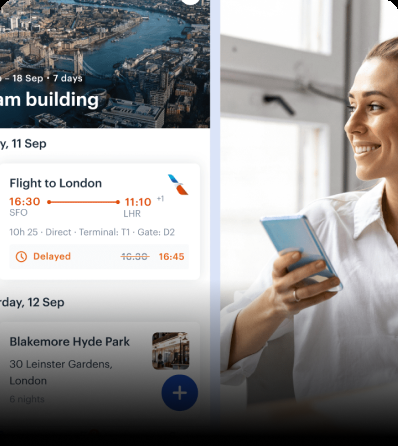 – 18 Sep • 7 days
am building
y, 11 Sep
Flight to London
16:30 11:10 +1
SFO LHR
10h 25 · Direct · Terminal: T1 · Gate: D2
Delayed 16:30 16:45
rday, 12 Sep
Blakemore Hyde Park
30 Leinster Gardens,
London
6 nights